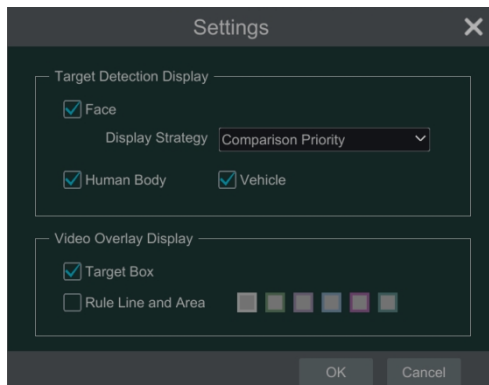 Settings
Target Detection Display
Face
Display Strategy Comparison Priority
Human Body Vehicle
Video Overlay Display
Target Box
Rule Line and Area
OK Cancel